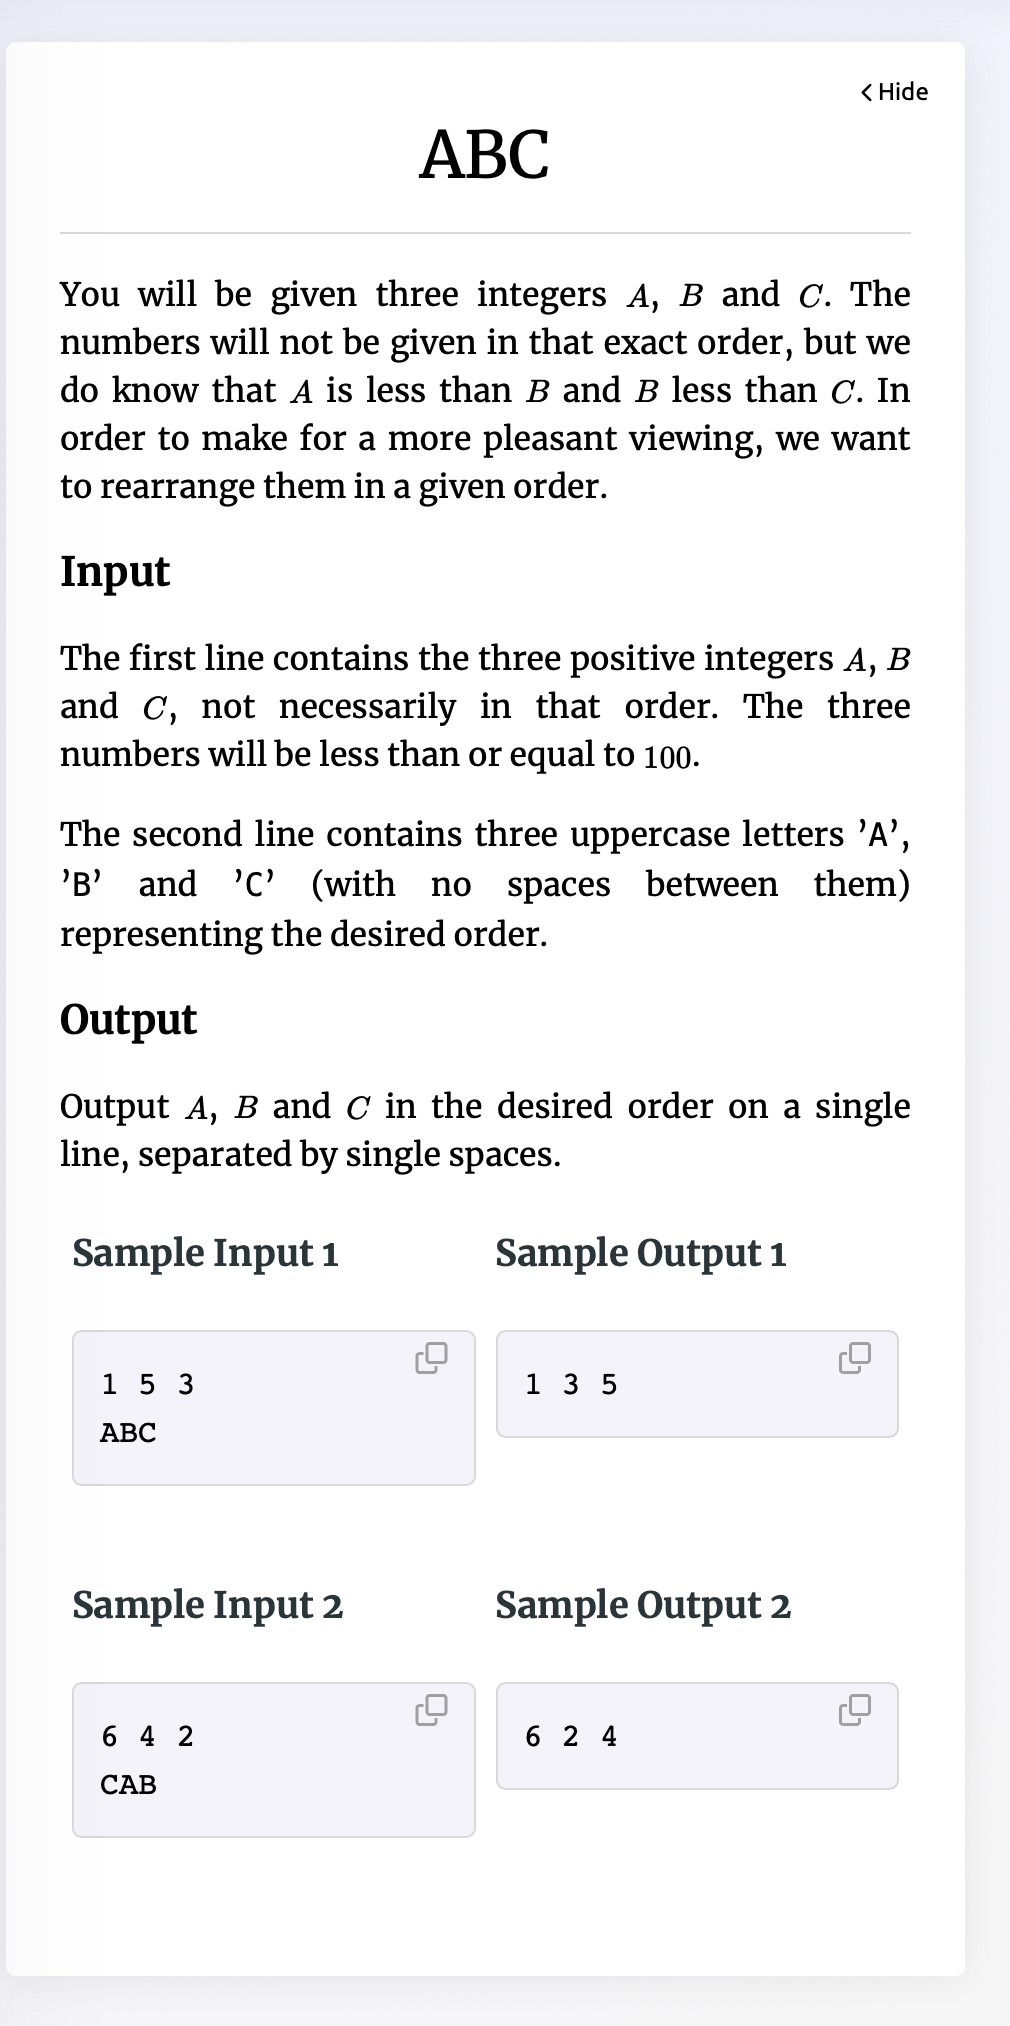 Hide
ABC
You will be given three integers A, B and C. The
numbers will not be given in that exact order, but we
do know that A is less than B and B less than C. In
order to make for a more pleasant viewing, we want
to rearrange them in a given order.
Input
The first line contains the three positive integers A, B
and C, not necessarily in that order. The three
numbers will be less than or equal to 100.
The second line contains three uppercase letters ’A’,
’B’ and ’C’ (with no spaces between them)
representing the desired order.
Output
Output A, B and C in the desired order on a single
line, separated by single spaces.
Sample Input 1
1 5 3
ABC
Sample Output 1
1 3 5
Sample Input 2
6 4 2
CAB
Sample Output 2
6 2 4